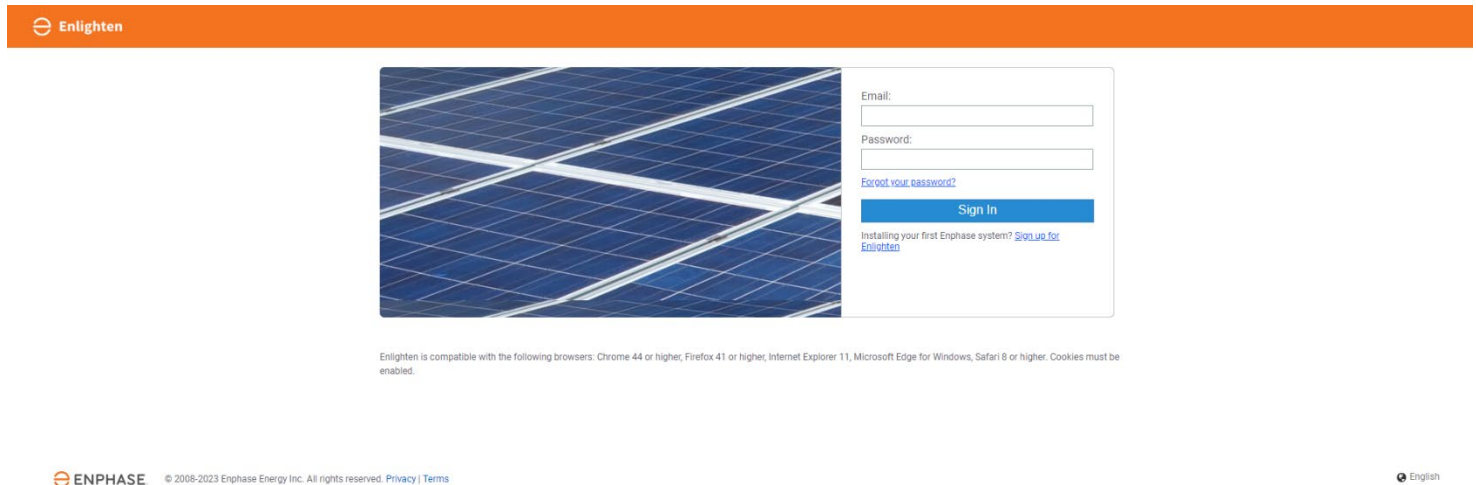 Enlighten
Email:
Password:
Forgot your password?
Sign In
Installing your first Enphase system? Sign up for
Enlighten
Enlighten is compatible with the following browsers: Chrome 44 or higher, Firefox 41 or higher, Internet Explorer 11, Microsoft Edge for Windows, Safari 8 or higher. Cookies must be
enabled.
ENPHASE. © 2008-2023 Enphase Energy Inc. All rights reserved. Privacy | Terms
English